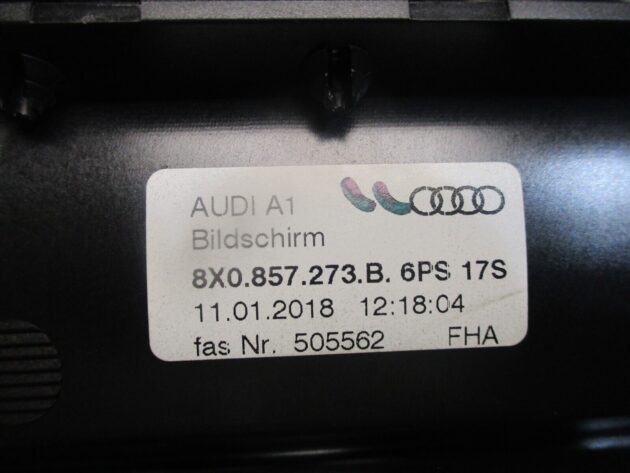 AUDI A1
Bildschirm
8X0.857.273.B. 6PS 17S
11.01.2018 12:18:04
fas Nr. 505562 FHA